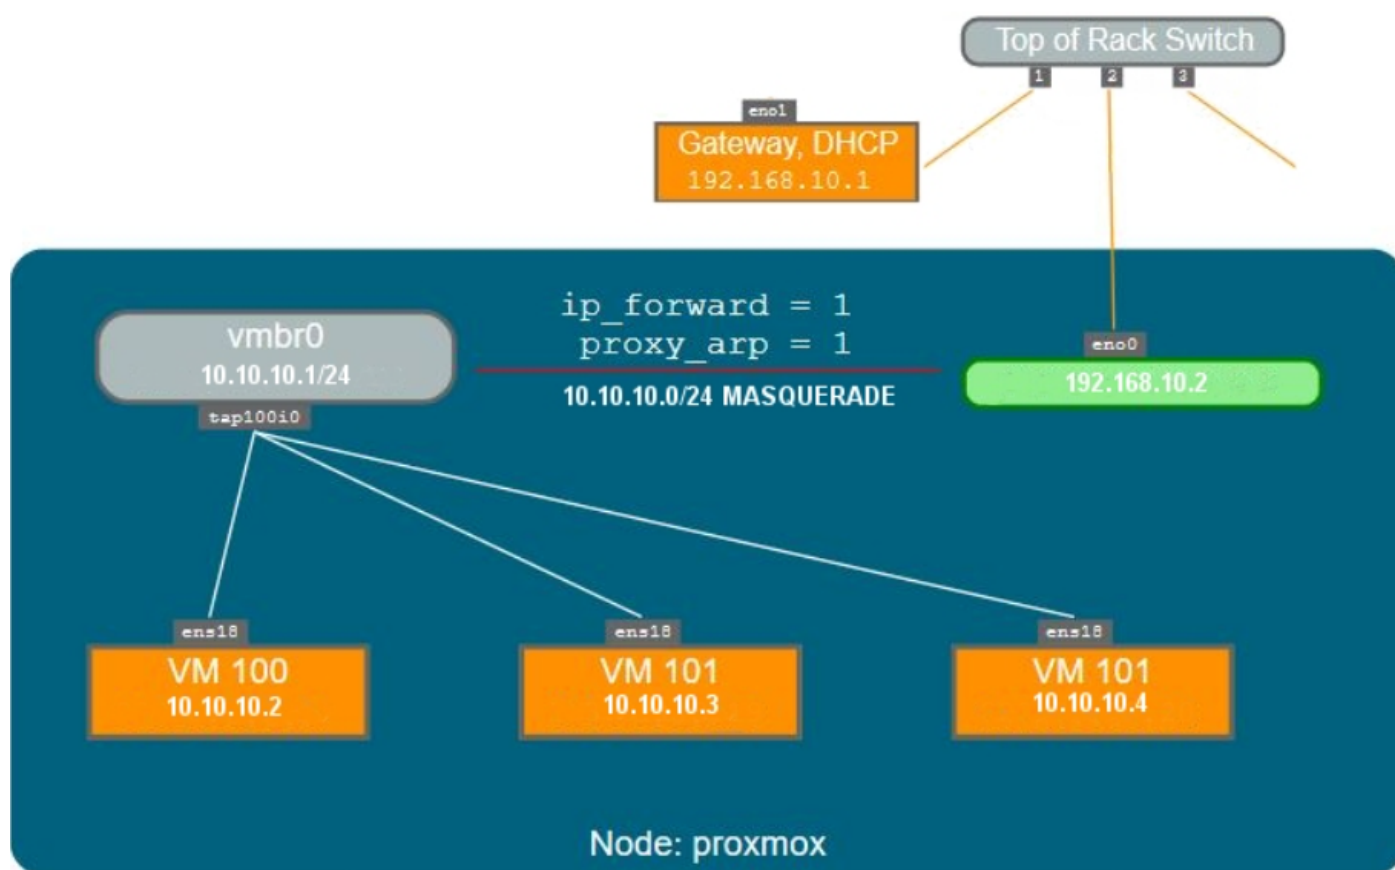 Top of Rack Switch
1 2 3
eno1
Gateway, DHCP
192.168.10.1
ip_forward = 1
proxy_arp = 1
10.10.10.0/24 MASQUERADE
vmbr0
10.10.10.1/24
tap100i0
eno0
192.168.10.2
ens18
VM 100
10.10.10.2
ens18
VM 101
10.10.10.3
ens18
VM 101
10.10.10.4
Node: proxmox